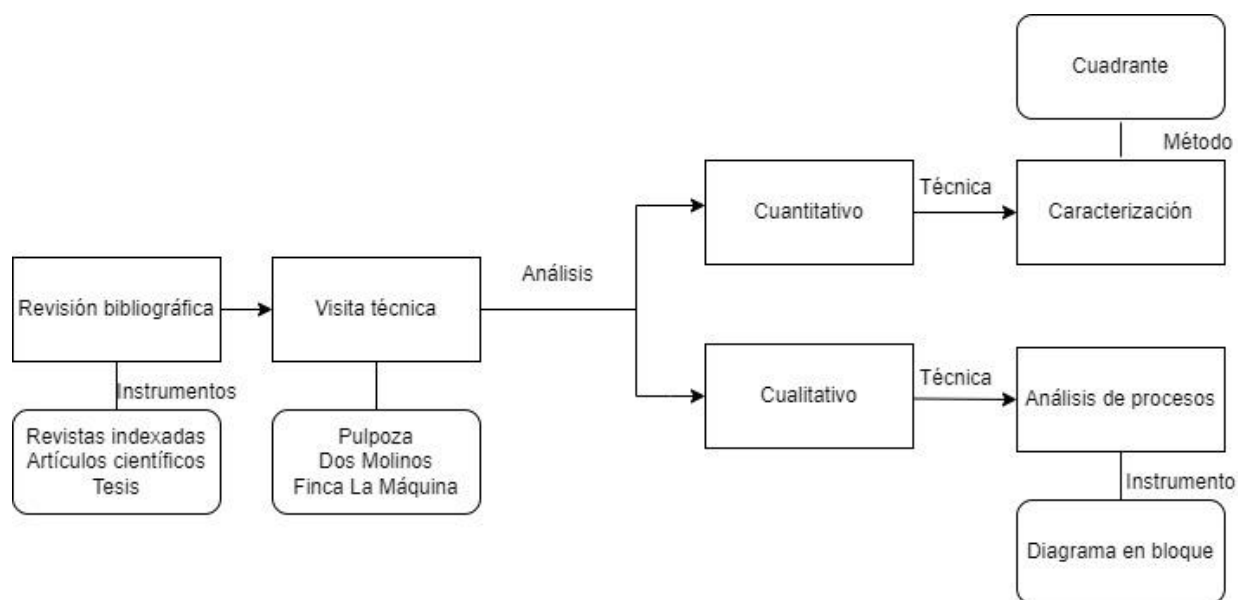 Cuadrante
Método
Cuantitativo
Técnica
Caracterización
Revisión bibliográfica
Visita técnica
Análisis
Instrumentos
Revistas indexadas
Artículos científicos
Tesis
Pulpoza
Dos Molinos
Finca La Máquina
Cualitativo
Técnica
Análisis de procesos
Instrumento
Diagrama en bloque